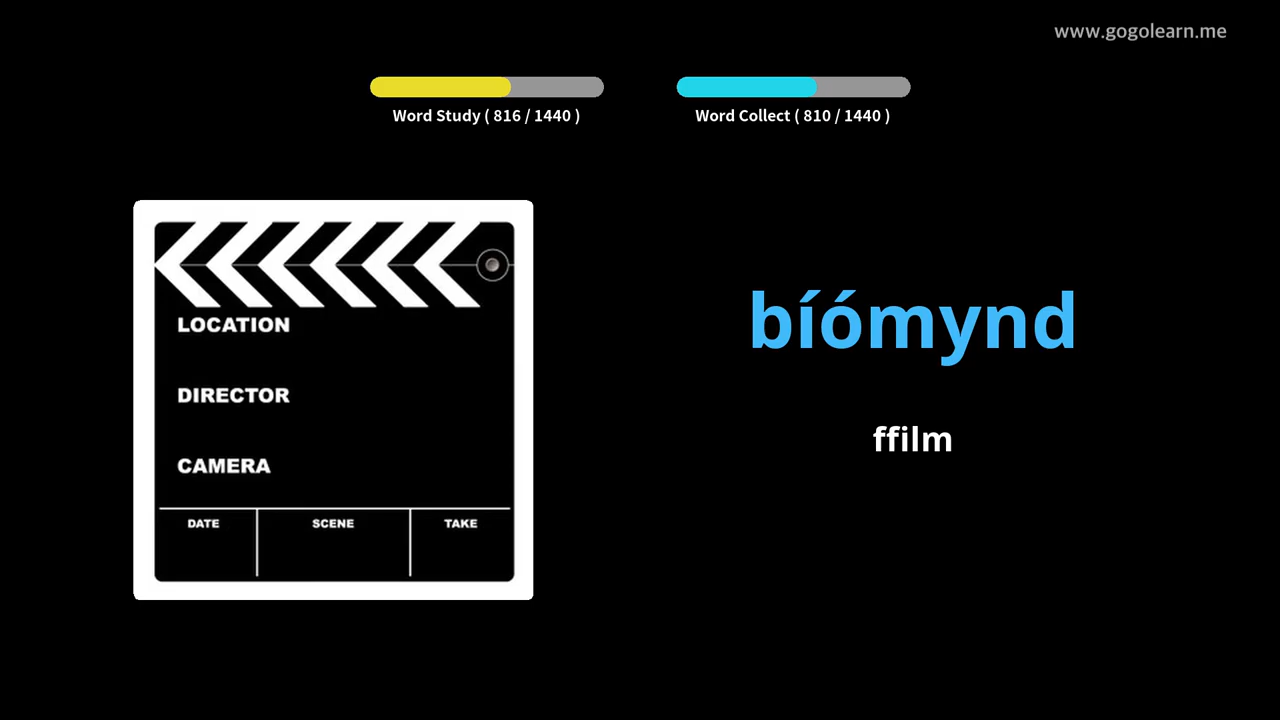 www.gogolearn.me
Word Study ( 816 / 1440 )
Word Collect ( 810 / 1440 )
LOCATION
DIRECTOR
CAMERA
DATE
SCENE
TAKE
bíómynd
ffilm